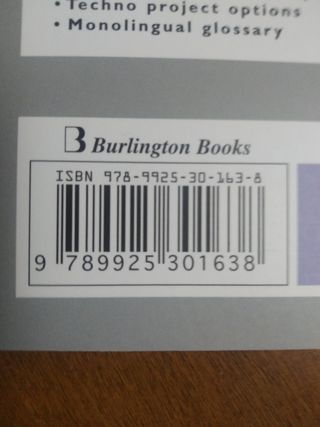 • Techno project options
• Monolingual glossary
B Burlington Books
ISBN 978-9925-30-163-8
9 789925 301638